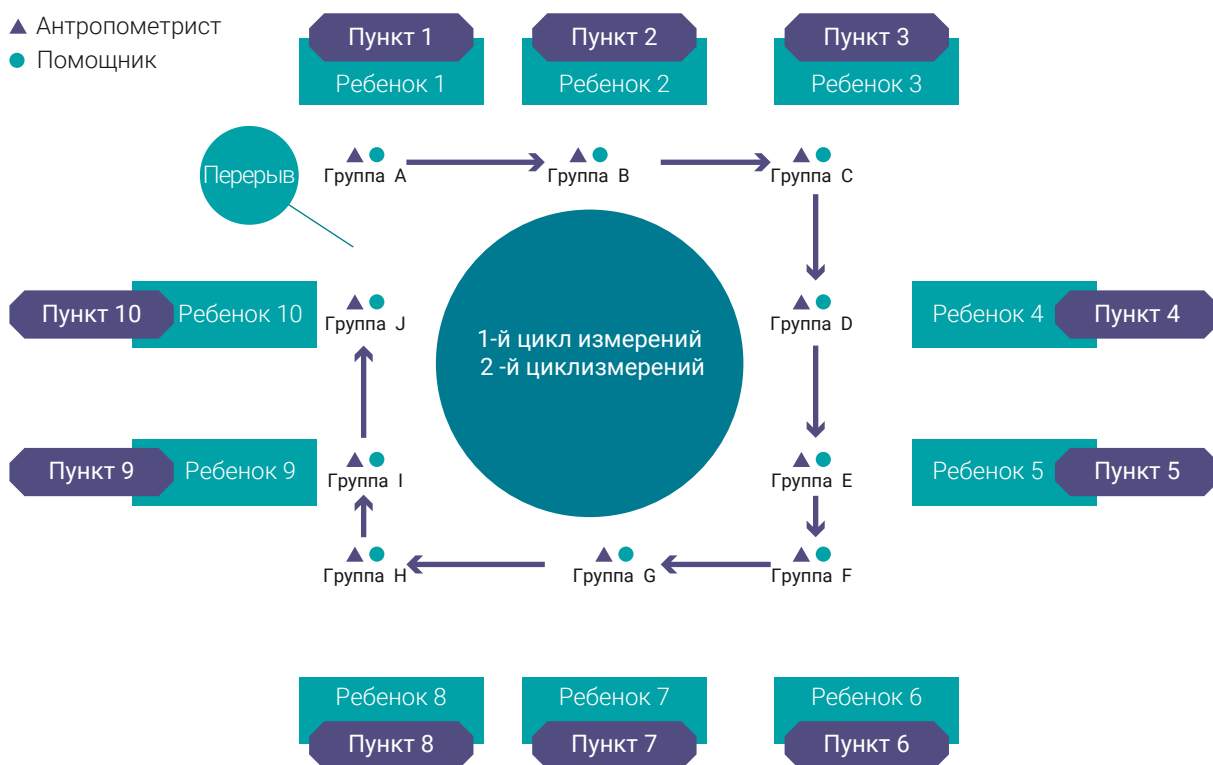 Антропометрист
Помощник
Пункт 1
Ребенок 1
Пункт 2
Ребенок 2
Пункт 3
Ребенок 3
Перерыв
Группа A
Группа B
Группа C
Пункт 10
Ребенок 10
Группа J
1-й цикл измерений
2 -й циклизмерений
Группа D
Ребенок 4
Пункт 4
Пункт 9
Ребенок 9
Группа I
Группа E
Ребенок 5
Пункт 5
Группа H
Группа G
Группа F
Ребенок 8
Пункт 8
Ребенок 7
Пункт 7
Ребенок 6
Пункт 6